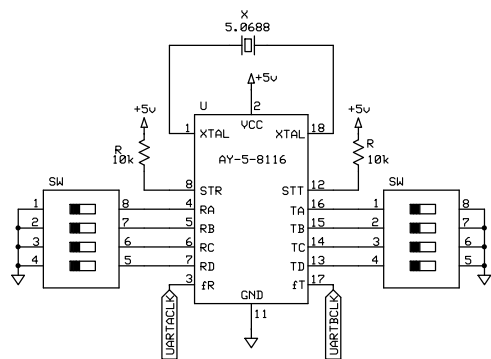 X
5.0688
+5v
U
2
VCC
1
XTAL
XTAL
18
AY-5-8116
+5v
R
10k
+5v
R
10k
8
STR
STT
12
SW
SW
1
8
4
RA
TA
16
1
8
2
7
5
RB
TB
15
2
7
3
6
6
RC
TC
14
3
6
4
5
7
RD
TD
13
4
5
3
fR
fT
17
GND
11
UARTACLK
UARTBCLK